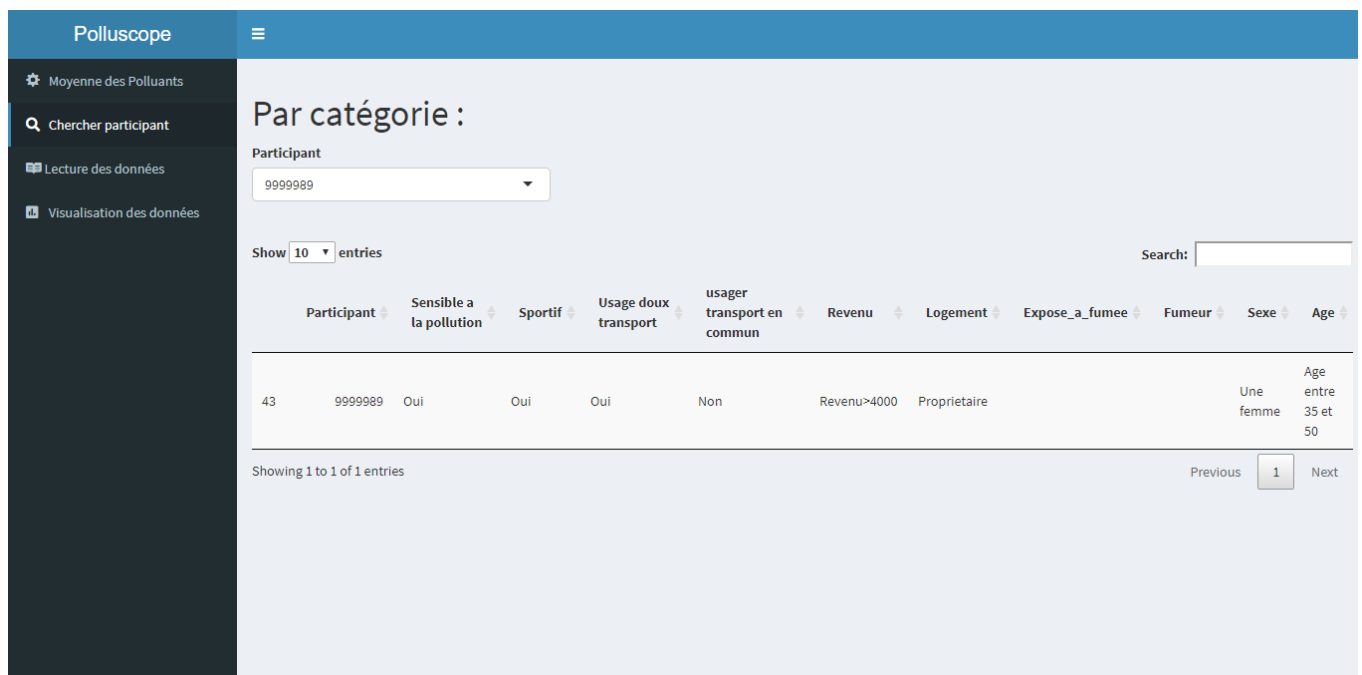 Polluscope
Moyenne des Polluants
Chercher participant
Lecture des données
Visualisation des données
Par catégorie :
Participant
9999989
Show 10 entries
Search:
Participant
Sensible a
la pollution
Sportif
Usage doux
transport
usager
transport en
commun
Revenu
Logement
Expose_a_fumee
Fumeur
Sexe
Age
43
9999989
Oui
Oui
Oui
Non
Revenu>4000
Proprietaire
Une
femme
Age
entre
35 et
50
Showing 1 to 1 of 1 entries
Previous
1
Next